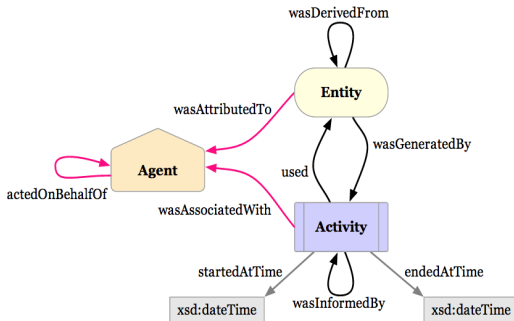 wasDerivedFrom
Entity
wasAttributedTo
wasGeneratedBy
Agent
used
actedOnBehalfOf
wasAssociatedWith
Activity
startedAtTime
endedAtTime
wasInformedBy
xsd:dateTime
xsd:dateTime